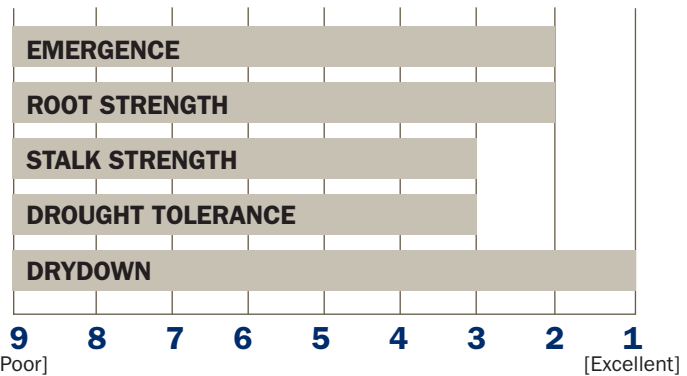 EMERGENCE
ROOT STRENGTH
STALK STRENGTH
DROUGHT TOLERANCE
DRYDOWN
9 8 7 6 5 4 3 2 1
Poor] [Excellent]